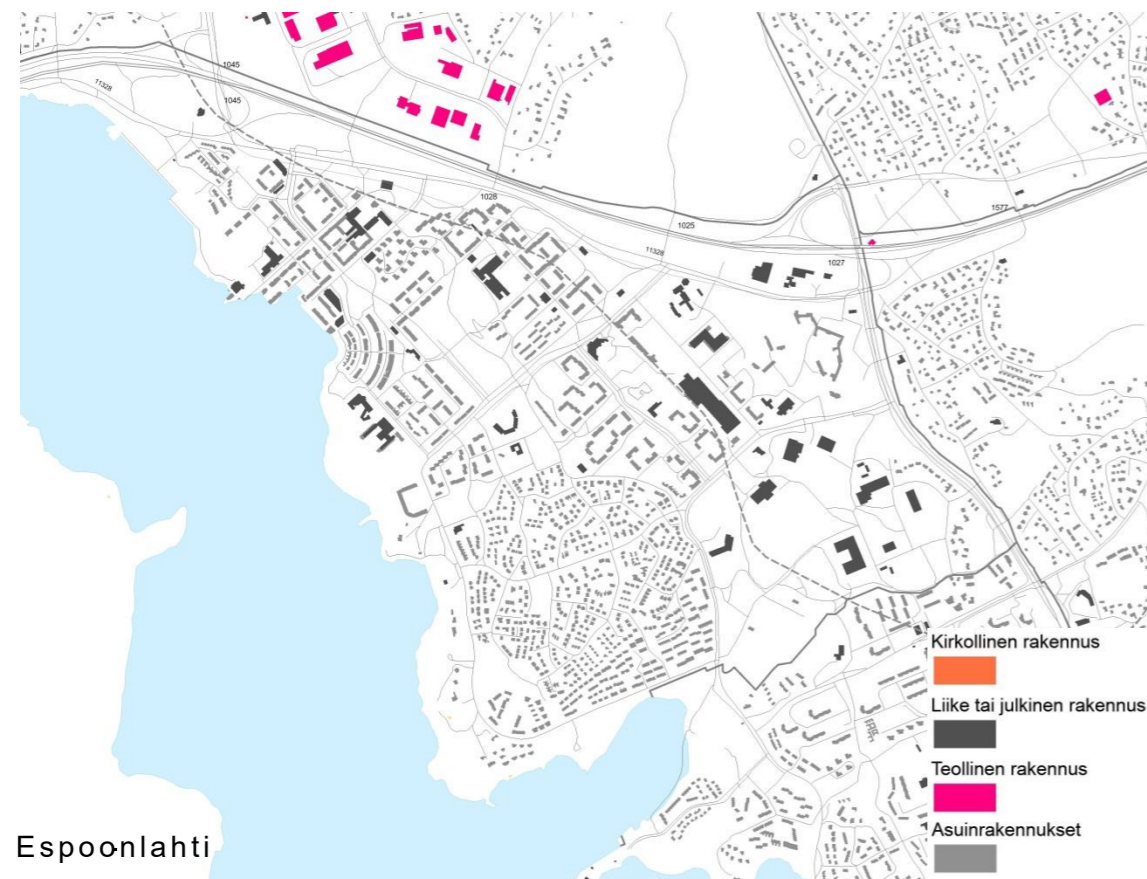 1045
11328
1045
1028
1577
1025
11328
1027
Kirkollinen rakennus
Liike tai julkinen rakennus
Teollinen rakennus
Asuinrakennukset
Espoonlahti